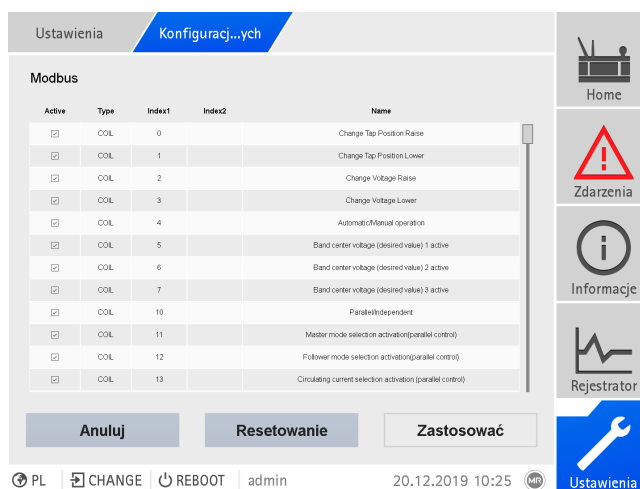 Ustawienia Konfiguracj...ych
Modbus
Active Type Index1 Index2 Name
COIL 0 Change Tap Position Raise
COIL 1 Change Tap Position Lower
COIL 2 Change Voltage Raise
COIL 3 Change Voltage Lower
COIL 4 Automatic/Manual operation
COIL 5 Band center voltage (desired value) 1 active
COIL 6 Band center voltage (desired value) 2 active
COIL 7 Band center voltage (desired value) 3 active
COIL 10 Parallel/Independent
COIL 11 Master mode selection activation(parallel control)
COIL 12 Follower mode selection activation(parallel control)
COIL 13 Circulating current selection activation (parallel control)
Anuluj Resetowanie Zastosować
PL CHANGE REBOOT admin 20.12.2019 10:25 MR
Home
Zdarzenia
Informacje
Rejestrator
Ustawienia